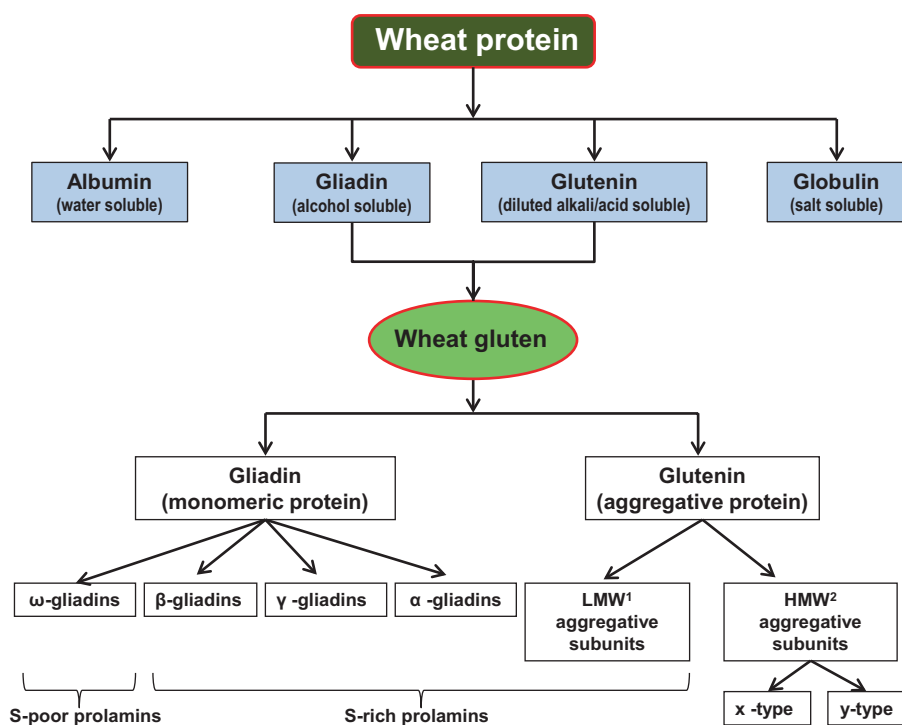 Wheat protein
Albumin
(water soluble)
Gliadin
(alcohol soluble)
Glutenin
(diluted alkali/acid soluble)
Globulin
(salt soluble)
Wheat gluten
Gliadin
(monomeric protein)
Glutenin
(aggregative protein)
ω-gliadins
β-gliadins
γ -gliadins
α -gliadins
LMW¹
aggregative
subunits
HMW²
aggregative
subunits
x -type
y-type
S-poor prolamins
S-rich prolamins